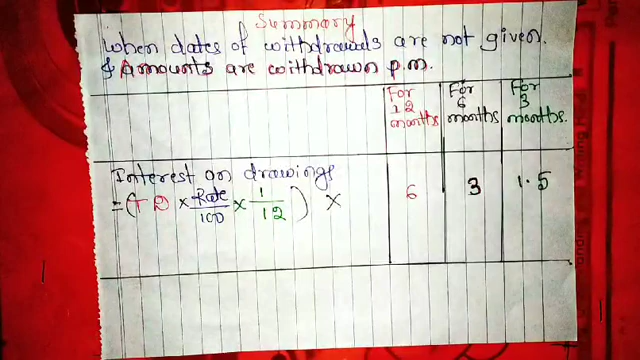 Summary
When dates of withdrawals are not given.
& Amounts are withdrawn p.m.
For 12 months
For 6 months
For 3 months.
Interest on drawings
= (TD × Rate/100 × 1/12) × 6 3 1.5